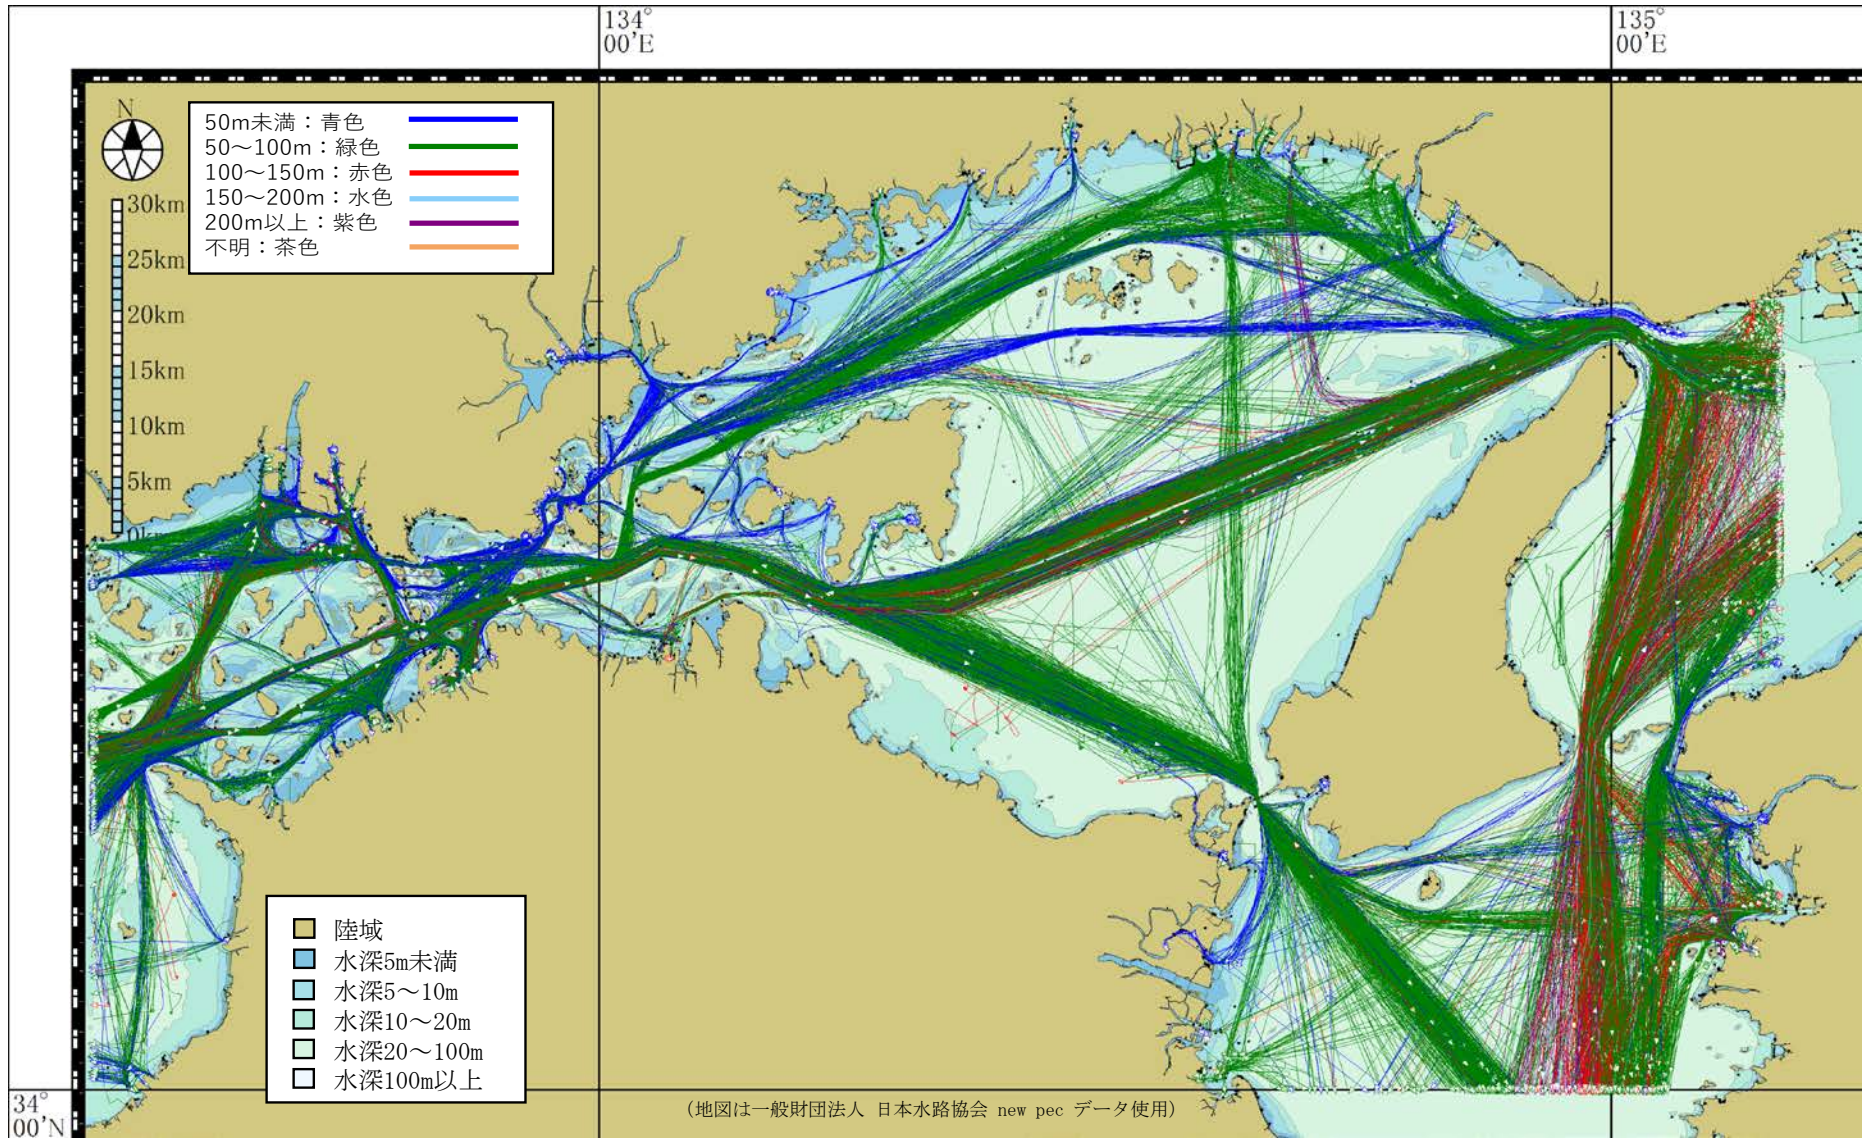 134°
00'E
135°
00'E
N
50m未満：青色
50～100m：緑色
100～150m：赤色
150～200m：水色
200m以上：紫色
不明：茶色
30km
25km
20km
15km
10km
5km
0km
陸域
水深5m未満
水深5～10m
水深10～20m
水深20～100m
水深100m以上
34°
00'N
(地図は一般財団法人 日本水路協会 new pec データ使用)